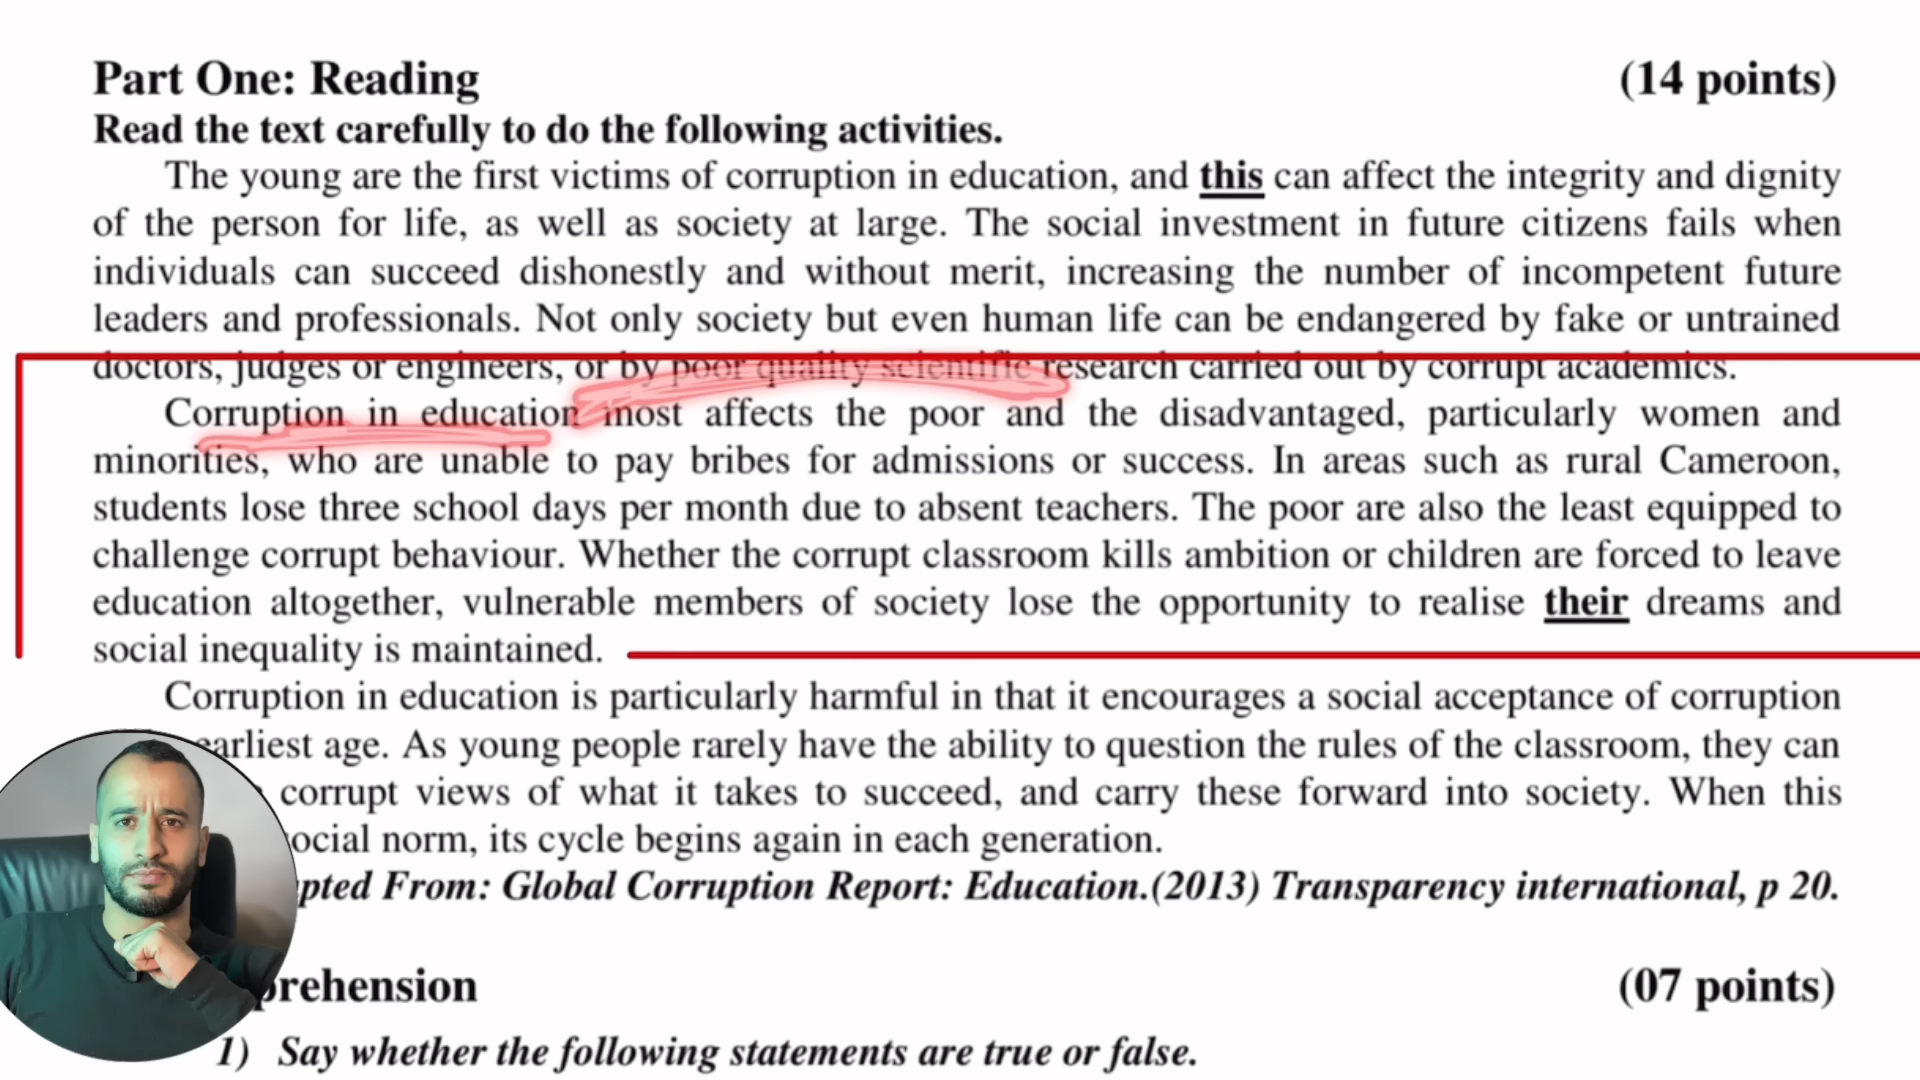 Part One: Reading (14 points)
Read the text carefully to do the following activities.
The young are the first victims of corruption in education, and this can affect the integrity and dignity
of the person for life, as well as society at large. The social investment in future citizens fails when
individuals can succeed dishonestly and without merit, increasing the number of incompetent future
leaders and professionals. Not only society but even human life can be endangered by fake or untrained
doctors, judges or engineers, or by poor quality scientific research carried out by corrupt academics.
Corruption in education most affects the poor and the disadvantaged, particularly women and
minorities, who are unable to pay bribes for admissions or success. In areas such as rural Cameroon,
students lose three school days per month due to absent teachers. The poor are also the least equipped to
challenge corrupt behaviour. Whether the corrupt classroom kills ambition or children are forced to leave
education altogether, vulnerable members of society lose the opportunity to realise their dreams and
social inequality is maintained.
Corruption in education is particularly harmful in that it encourages a social acceptance of corruption
earliest age. As young people rarely have the ability to question the rules of the classroom, they can
corrupt views of what it takes to succeed, and carry these forward into society. When this
ocial norm, its cycle begins again in each generation.
pted From: Global Corruption Report: Education.(2013) Transparency international, p 20.
prehension (07 points)
1) Say whether the following statements are true or false.